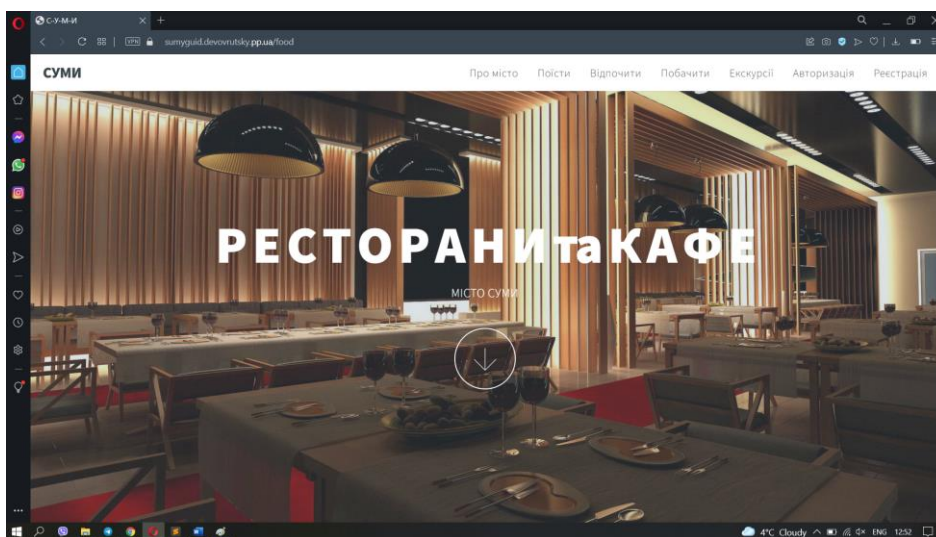 С-У-М-И
VPN sumyguid.devovrutsky.pp.ua/food
СУМИ Про місто Поїсти Відпочити Побачити Екскурсії Авторизація Реєстрація
РЕСТОРАНИтаКАФЕ
МІСТО СУМИ
4°C Cloudy ENG 12:52